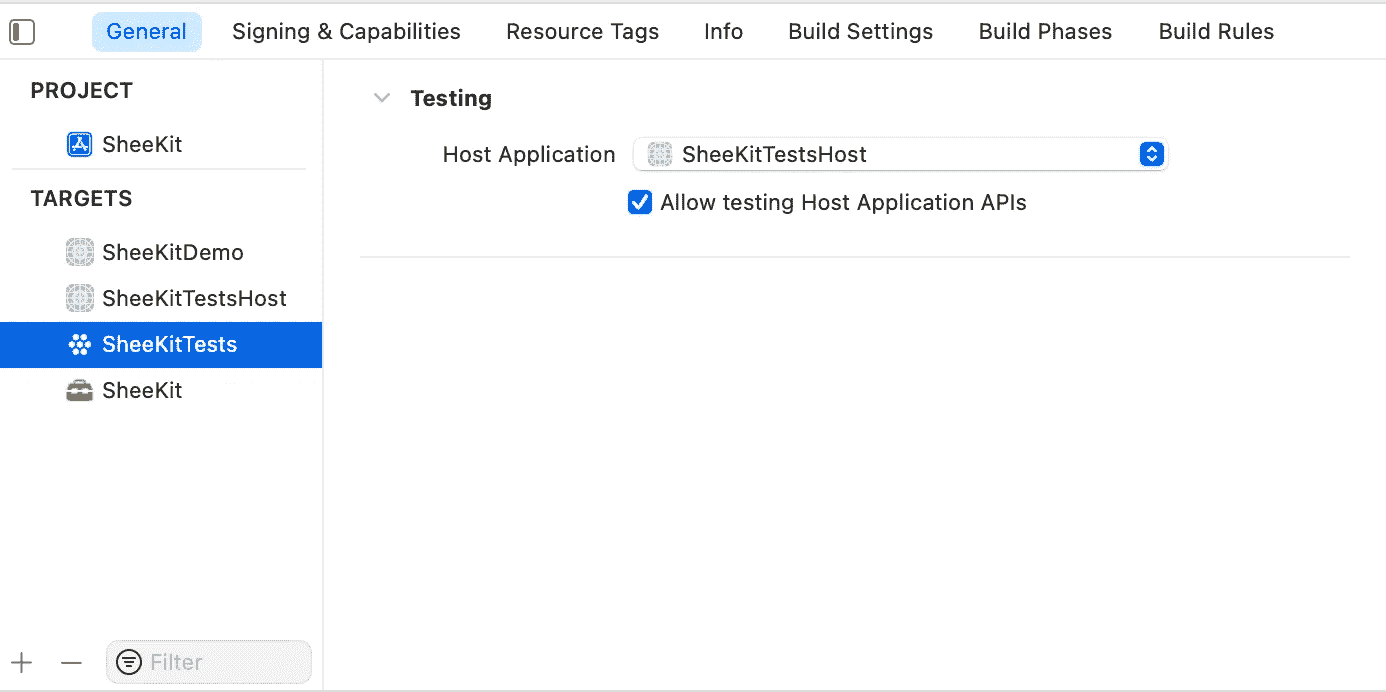 General Signing & Capabilities Resource Tags Info Build Settings Build Phases Build Rules
PROJECT
SheeKit
TARGETS
SheeKitDemo
SheeKitTestsHost
SheeKitTests
SheeKit
Filter
Testing
Host Application SheeKitTestsHost
Allow testing Host Application APIs